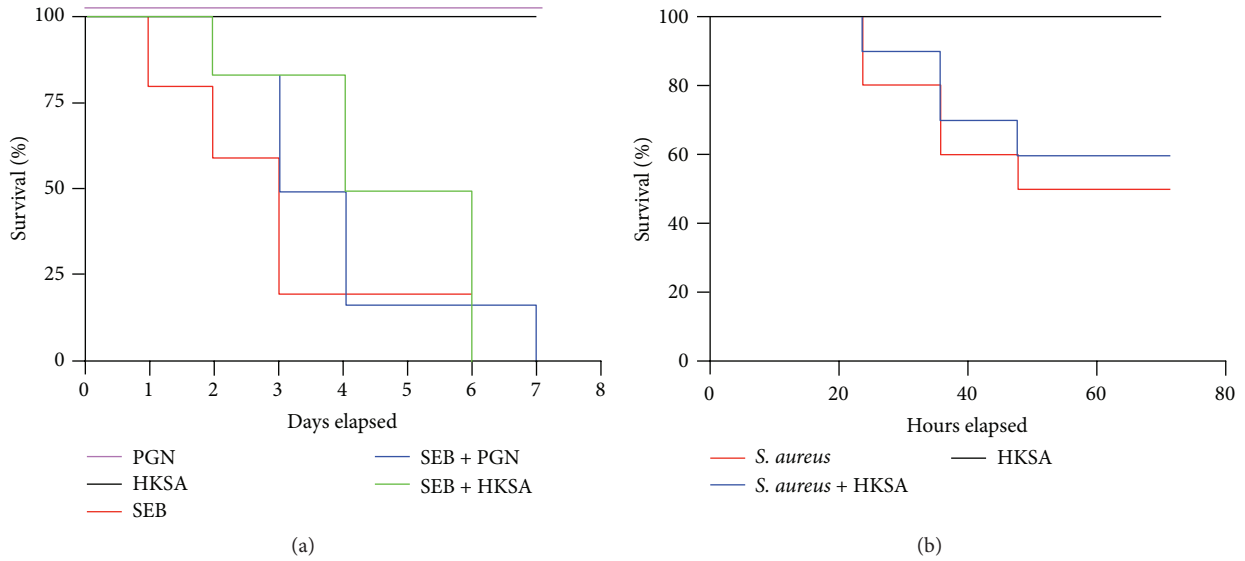 100
75
50
25
0
Survival (%)
0 1 2 3 4 5 6 7 8
Days elapsed
PGN
HKSA
SEB
SEB + PGN
SEB + HKSA
(a)
100
80
60
40
20
0
Survival (%)
0 20 40 60 80
Hours elapsed
S. aureus
S. aureus + HKSA
HKSA
(b)